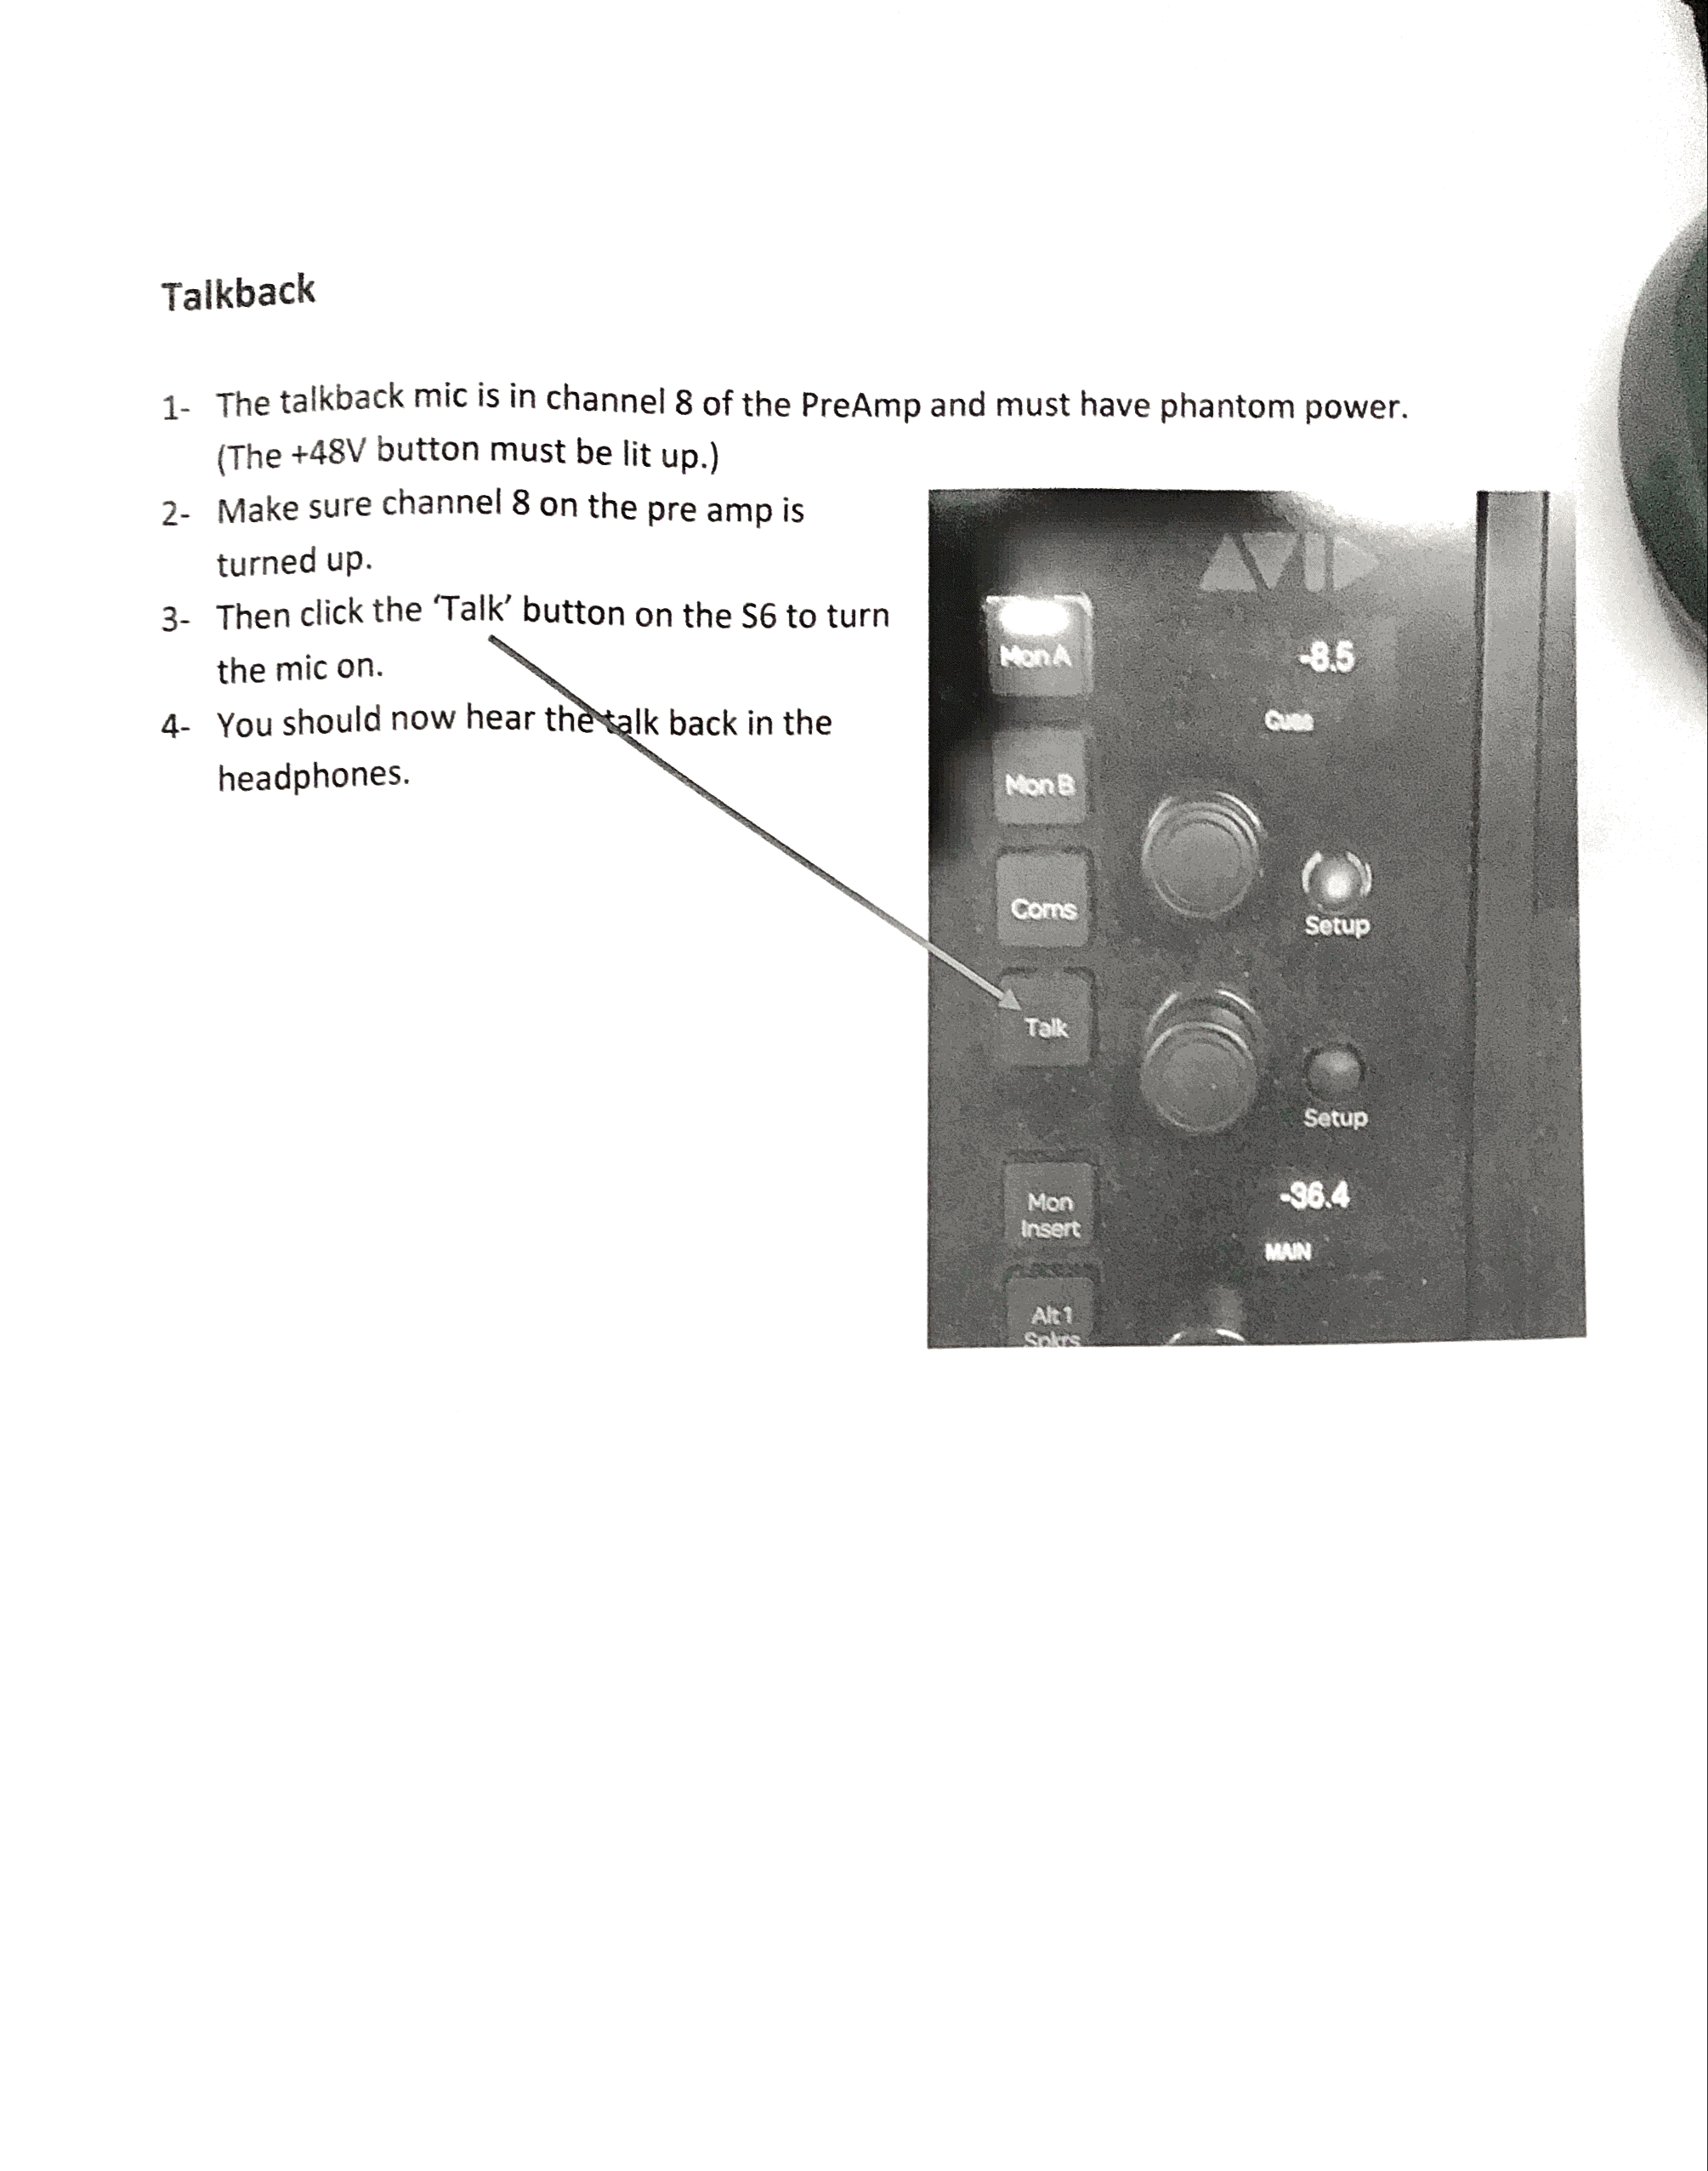 Talkback
1- The talkback mic is in channel 8 of the PreAmp and must have phantom power.
(The +48V button must be lit up.)
2- Make sure channel 8 on the pre amp is
turned up.
3- Then click the ‘Talk’ button on the S6 to turn
the mic on.
4- You should now hear the talk back in the
headphones.
AVID
Mon A
-8.5
Cues
Mon B
Coms
Setup
Talk
Setup
Mon
Insert
-36.4
MAIN
Alt 1
Spkrs